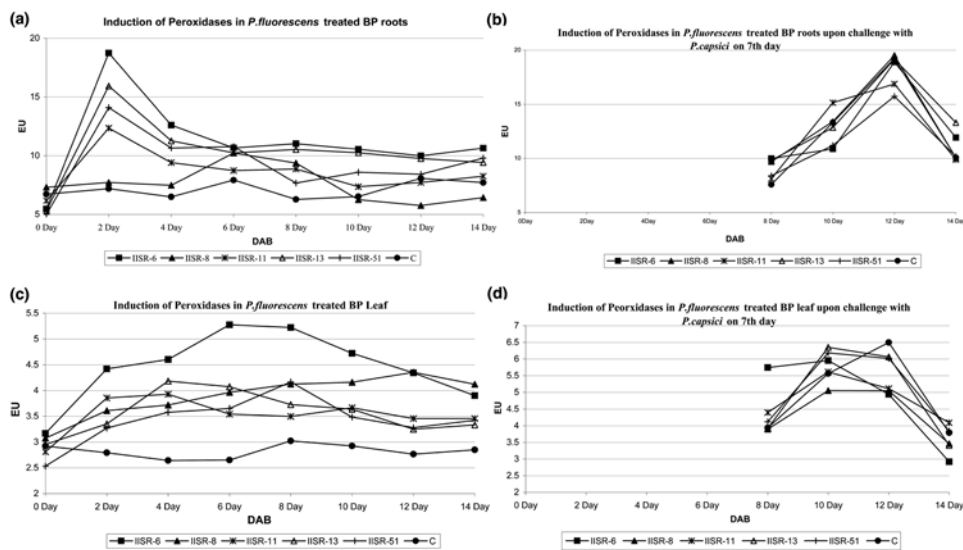 (a)
Induction of Peroxidases in P.fluorescens treated BP roots
20
15
EU
10
5
0 Day 2 Day 4 Day 6 Day 8 Day 10 Day 12 Day 14 Day
DAB
IISR-6 IISR-8 IISR-11 IISR-13 IISR-51 C
(b)
Induction of Peroxidases in P.fluorescens treated BP roots upon challenge with
P.capsici on 7th day
20
15
EU
10
5
0Day 2Day 4 Day 6 Day 8 Day 10 Day 12 Day 14 Day
DAB
IISR-6 IISR-8 IISR-11 IISR-13 IISR-51 C
(c)
Induction of Peroxidases in P.fluorescens treated BP Leaf
5.5
5
4.5
4
EU
3.5
3
2.5
2
0 Day 2 Day 4 Day 6 Day 8 Day 10 Day 12 Day 14 Day
DAB
IISR-6 IISR-8 IISR-11 IISR-13 IISR-51 C
(d)
Induction of Peorxidases in P.fluorescens treated BP leaf upon challenge with
P.capsici on 7th day
7
6.5
6
5.5
5
4.5
EU
4
3.5
3
2.5
2
0 Day 2 Day 4 Day 6 Day 8 Day 10 Day 12 Day 14 Day
DAB
IISR-6 IISR-8 IISR-11 IISR-13 IISR-51 C